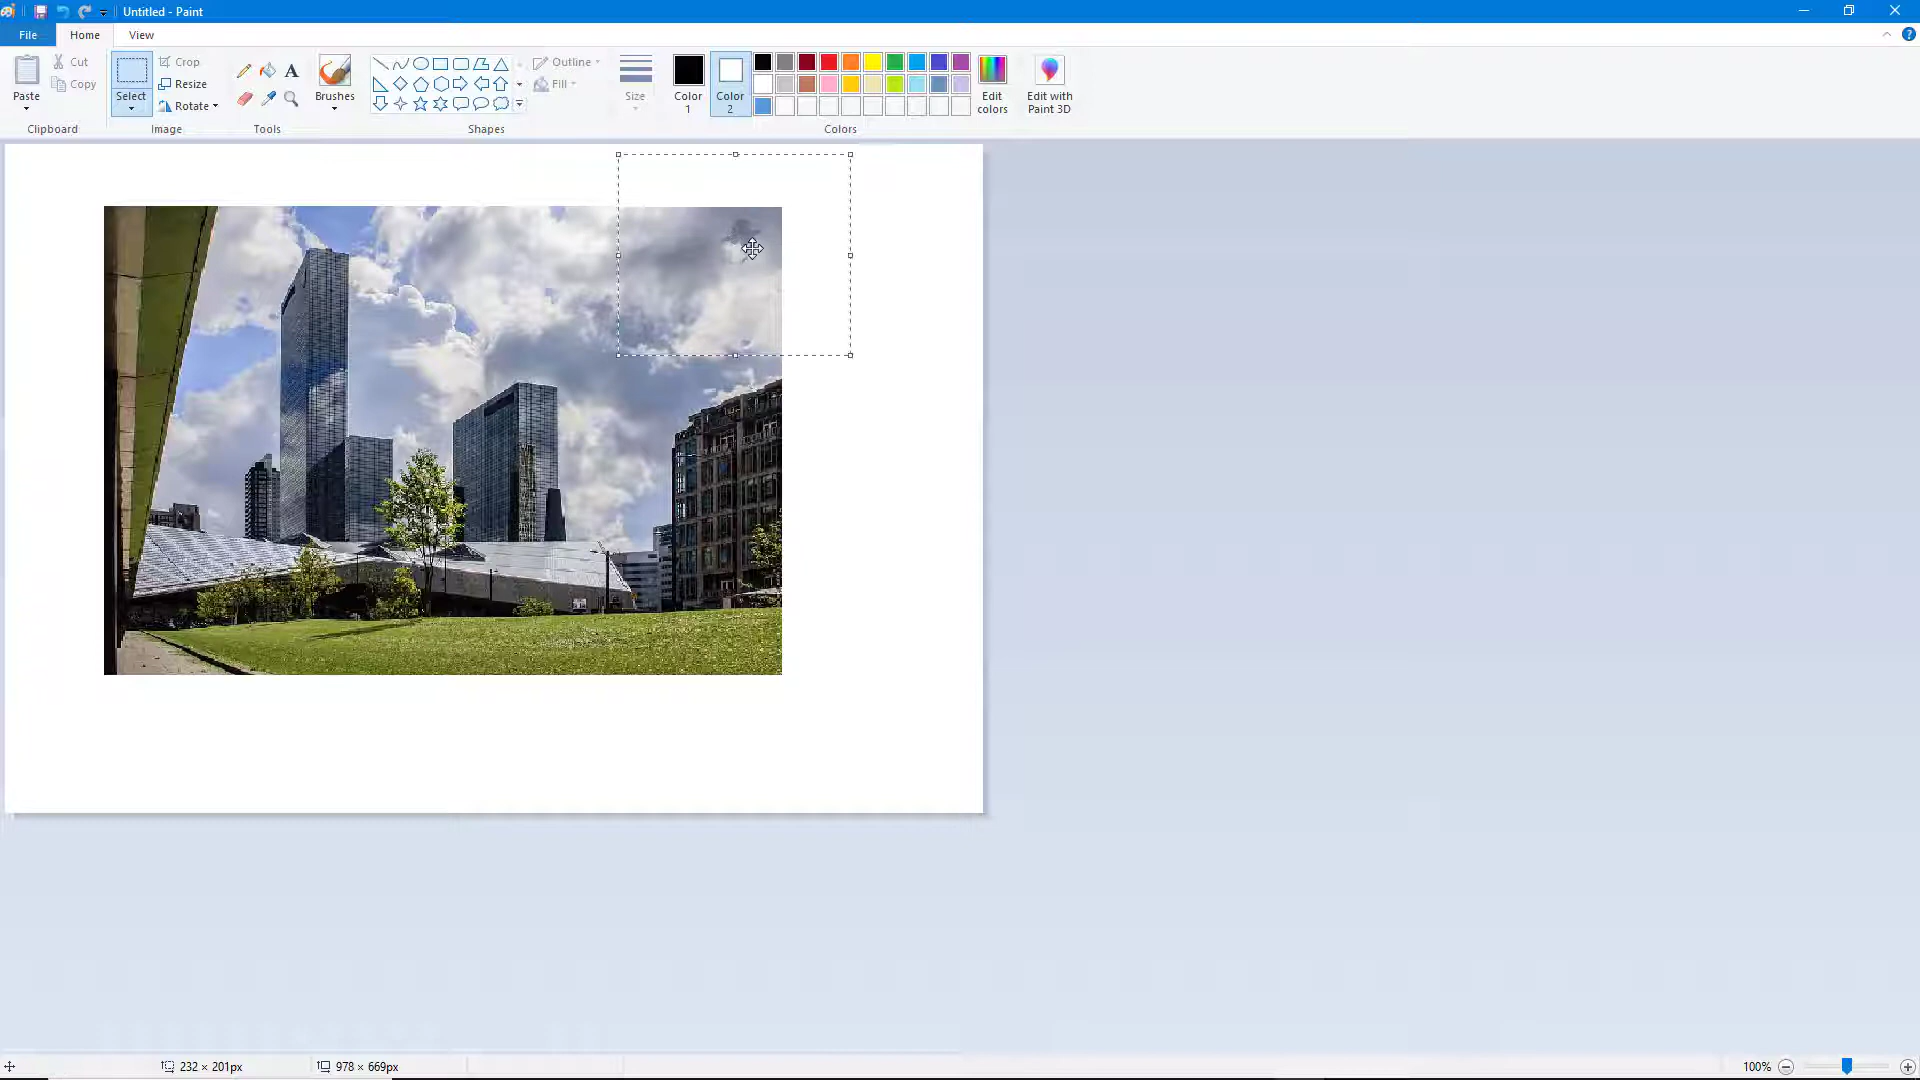 Untitled - Paint
File
Home
View
Paste
Cut
Copy
Clipboard
Select
Crop
Resize
Rotate
Image
A
Tools
Brushes
Outline
Fill
Shapes
Size
Color
1
Color
2
Colors
Edit
colors
Edit with
Paint 3D
?
232 × 201px
978 × 669px
100%